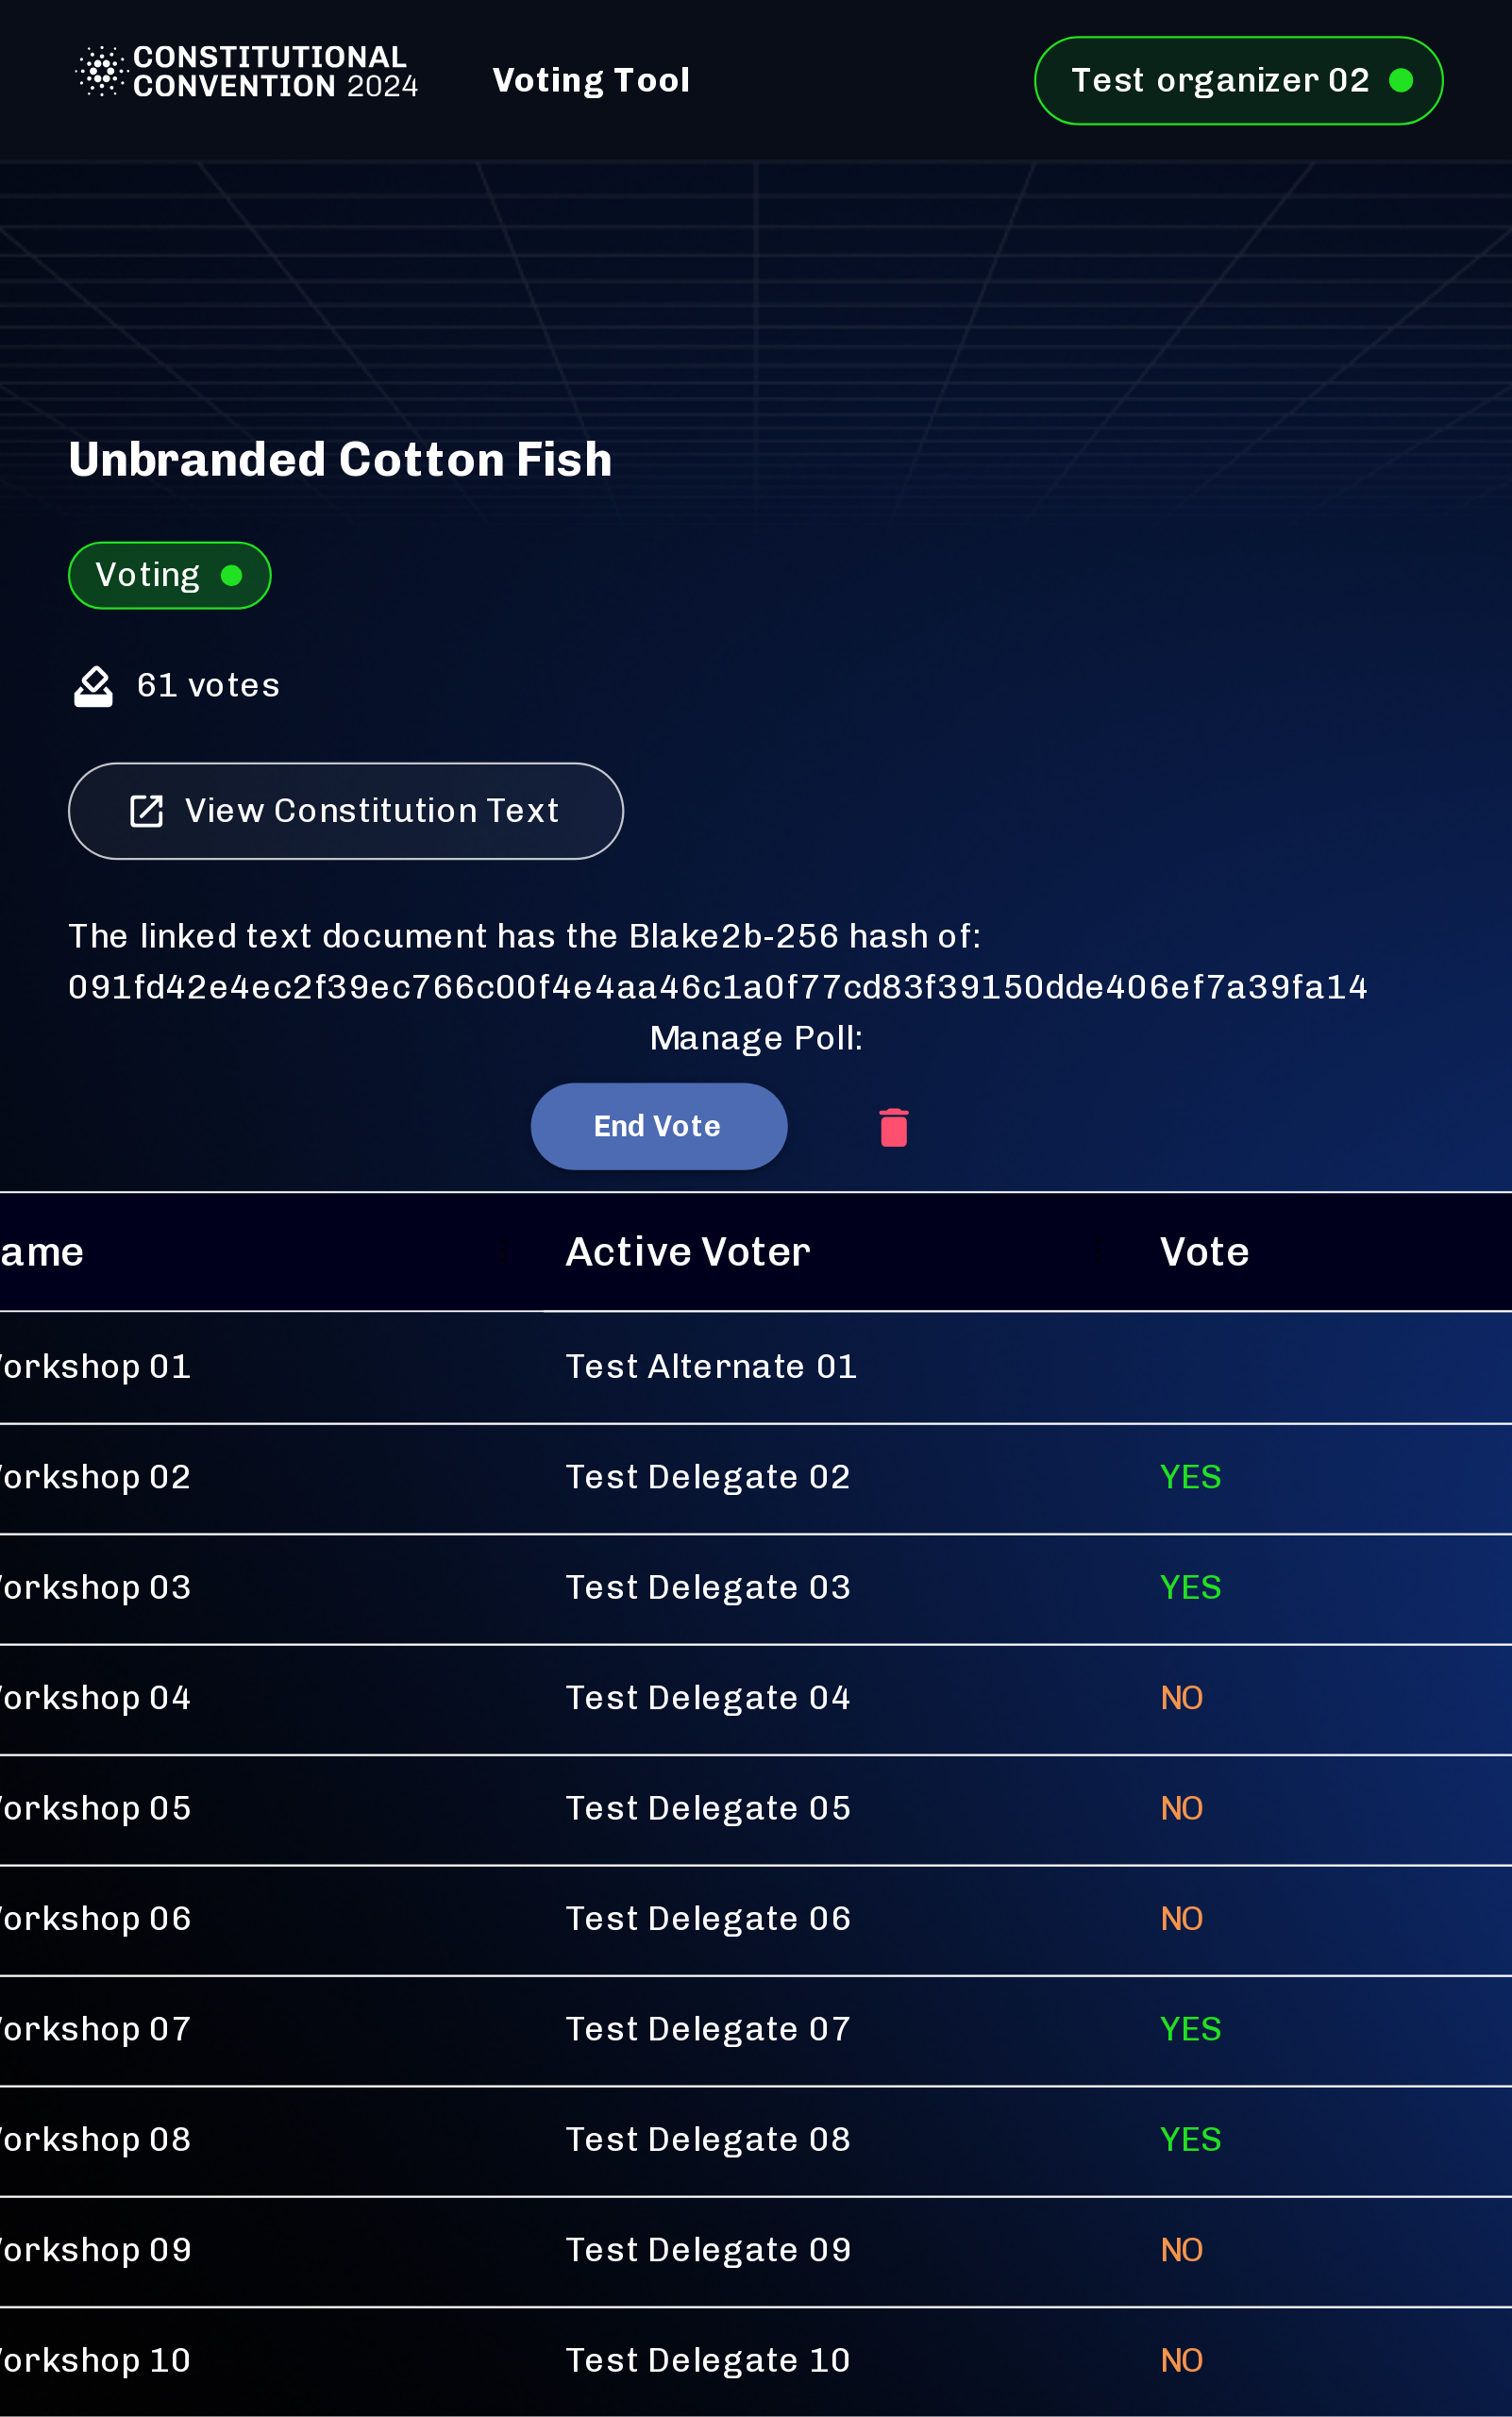 CONSTITUTIONAL
CONVENTION 2024
Voting Tool
Test organizer 02
Unbranded Cotton Fish
Voting
61 votes
View Constitution Text
The linked text document has the Blake2b-256 hash of:
091fd42e4ec2f39ec766c00f4e4aa46c1a0f77cd83f39150dde406ef7a39fa14
Manage Poll:
End Vote
ame Active Voter Vote
orkshop 01 Test Alternate 01
orkshop 02 Test Delegate 02 YES
orkshop 03 Test Delegate 03 YES
orkshop 04 Test Delegate 04 NO
orkshop 05 Test Delegate 05 NO
orkshop 06 Test Delegate 06 NO
orkshop 07 Test Delegate 07 YES
orkshop 08 Test Delegate 08 YES
orkshop 09 Test Delegate 09 NO
orkshop 10 Test Delegate 10 NO